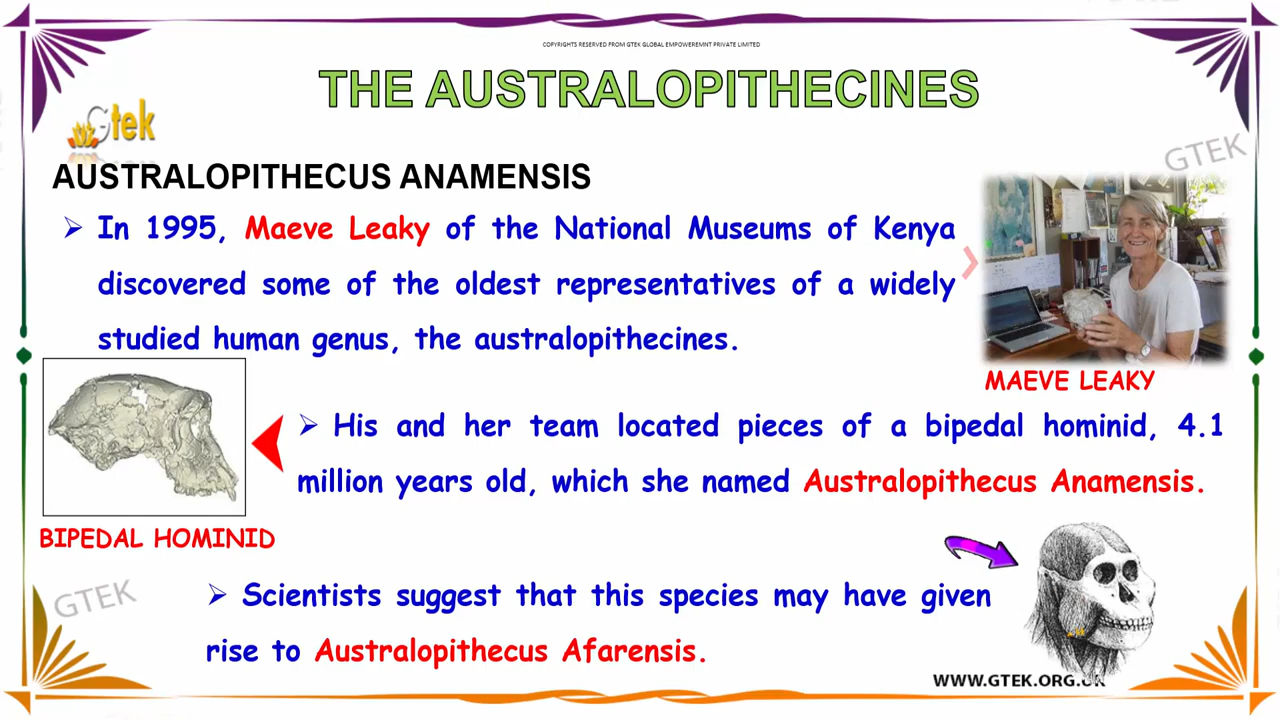 COPYRIGHTS RESERVED FROM GTEK GLOBAL EMPOWEREMNT PRIVATE LIMITED
THE AUSTRALOPITHECINES
Gtek
GTEK
AUSTRALOPITHECUS ANAMENSIS
➢ In 1995, Maeve Leaky of the National Museums of Kenya
discovered some of the oldest representatives of a widely
studied human genus, the australopithecines.
MAEVE LEAKY
➢ His and her team located pieces of a bipedal hominid, 4.1
million years old, which she named Australopithecus Anamensis.
BIPEDAL HOMINID
GTEK
➢ Scientists suggest that this species may have given
rise to Australopithecus Afarensis.
WWW.GTEK.ORG.UK